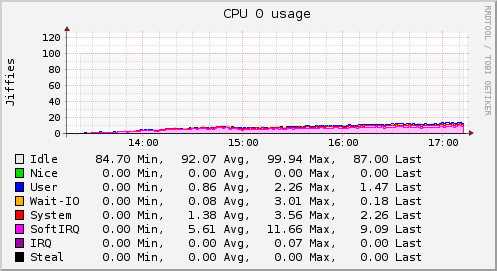 CPU 0 usage
RRDTOOL / TOBI OETIKER
Jiffies
120
100
80
60
40
20
0
14:00 15:00 16:00 17:00
Idle 84.70 Min, 92.07 Avg, 99.94 Max, 87.00 Last
Nice 0.00 Min, 0.00 Avg, 0.00 Max, 0.00 Last
User 0.00 Min, 0.86 Avg, 2.26 Max, 1.47 Last
Wait-IO 0.00 Min, 0.08 Avg, 3.01 Max, 0.18 Last
System 0.00 Min, 1.38 Avg, 3.56 Max, 2.26 Last
SoftIRQ 0.00 Min, 5.61 Avg, 11.66 Max, 9.09 Last
IRQ 0.00 Min, 0.00 Avg, 0.07 Max, 0.00 Last
Steal 0.00 Min, 0.00 Avg, 0.00 Max, 0.00 Last